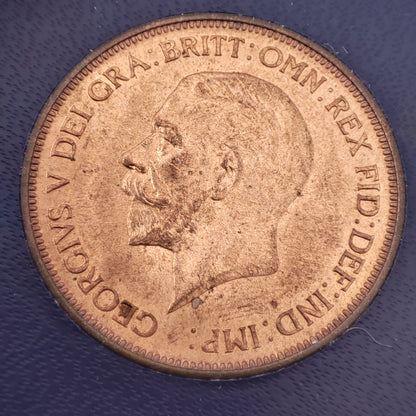 GEORGIVS V DEI GRA: BRITT: OMN: REX FID: DEF: IND: IMP: